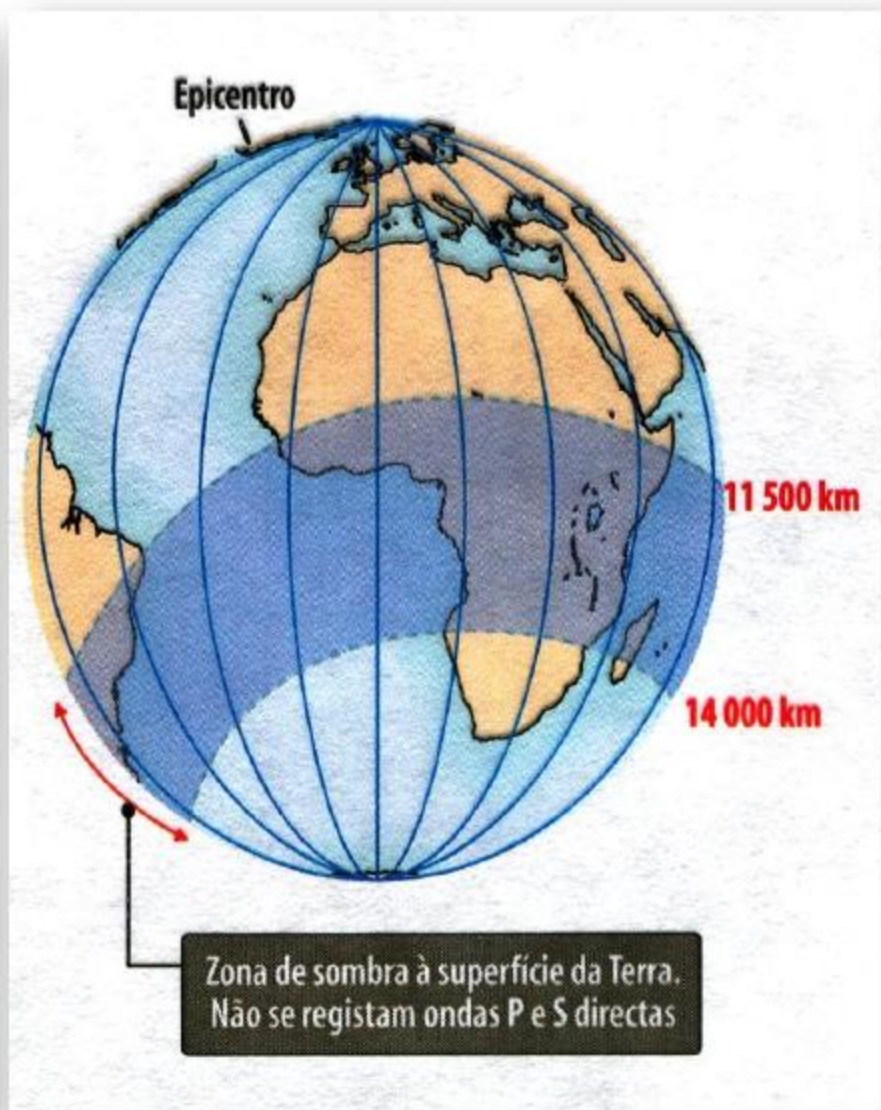 Epicentro
11 500 km
14 000 km
Zona de sombra à superfície da Terra.
Não se registam ondas P e S directas